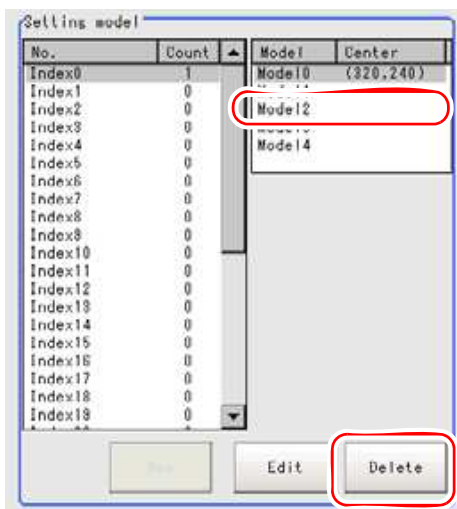 Setting model
No. Count
Index0 1
Index1 0
Index2 0
Index3 0
Index4 0
Index5 0
Index6 0
Index7 0
Index8 0
Index9 0
Index10 0
Index11 0
Index12 0
Index13 0
Index14 0
Index15 0
Index16 0
Index17 0
Index18 0
Index19 0
Model Center
Model0 (320,240)
Model2
Model4
Edit
Delete